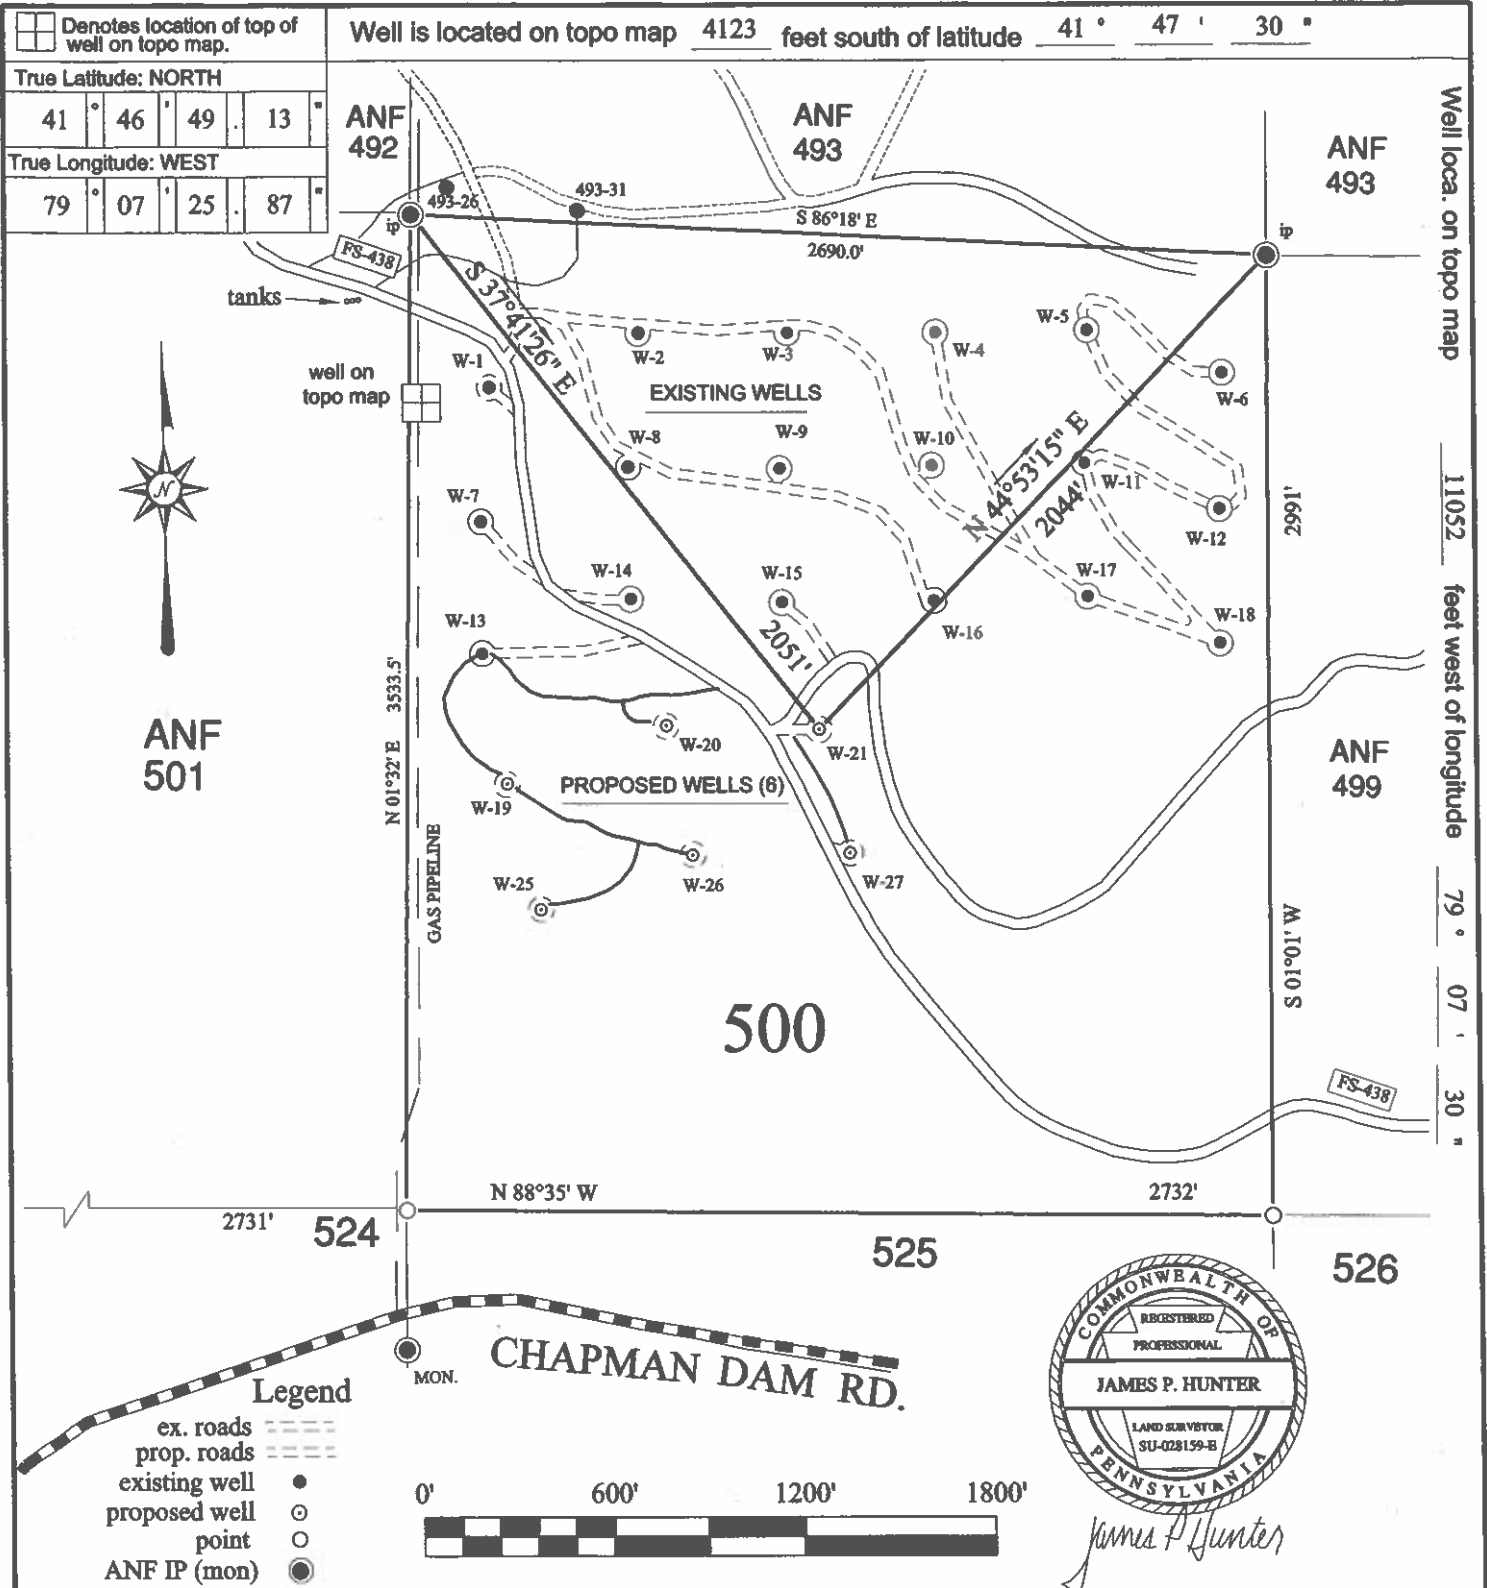 Denotes location of top of
well on topo map.
Well is located on topo map 4123 feet south of latitude 41 ° 47 ' 30 "
True Latitude: NORTH
41 ° 46 ' 49 . 13 "
True Longitude: WEST
79 ° 07 ' 25 . 87 "
Well loca. on topo map 11052 feet west of longitude 79 ° 07 ' 30 "
ANF
492
ANF
493
ANF
493
493-26
493-31
ip
S 86°18' E
2690.0'
ip
FS-438
tanks
S 37°41'26" E
W-1
W-2
W-3
W-4
W-5
W-6
well on
topo map
EXISTING WELLS
W-8
W-9
W-10
N 44°53'15" E
2044'
W-11
W-12
2991'
W-7
W-14
W-15
W-16
W-17
W-18
N
W-13
2051'
N 01°32' E 3533.5'
ANF
501
W-20
W-21
PROPOSED WELLS (6)
W-19
ANF
499
GAS PIPELINE
W-25
W-26
W-27
S 01°01' W
500
FS-438
N 88°35' W
2732'
2731'
524
525
526
CHAPMAN DAM RD.
MON.
Legend
ex. roads
prop. roads
existing well
proposed well
point
ANF IP (mon)
0' 600' 1200' 1800'
COMMONWEALTH OF
REGISTERED
PROFESSIONAL
JAMES P. HUNTER
LAND SURVEYOR
SU-028159-E
PENNSYLVANIA
James P Hunter